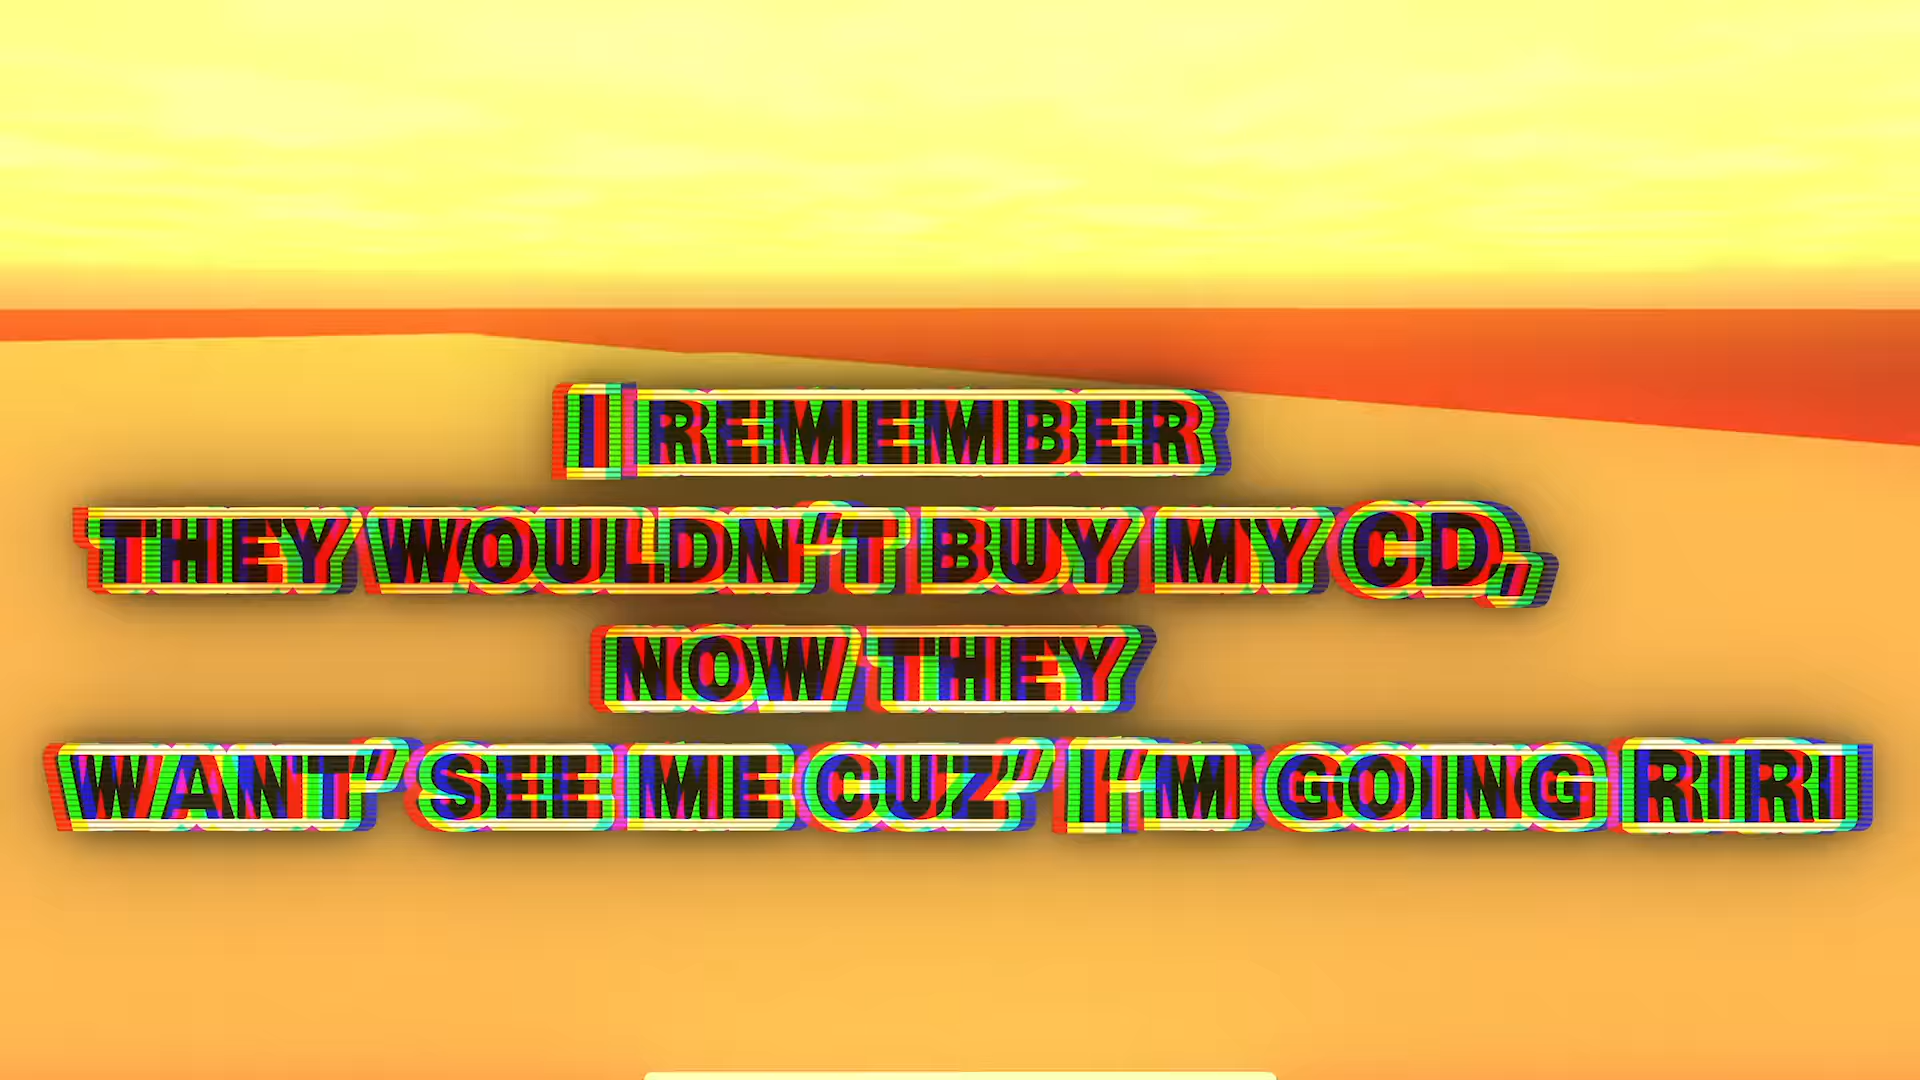 I REMEMBER
THEY WOULDN'T BUY MY CD,
NOW THEY
WANT' SEE ME CUZ' I'M GOING RIRI